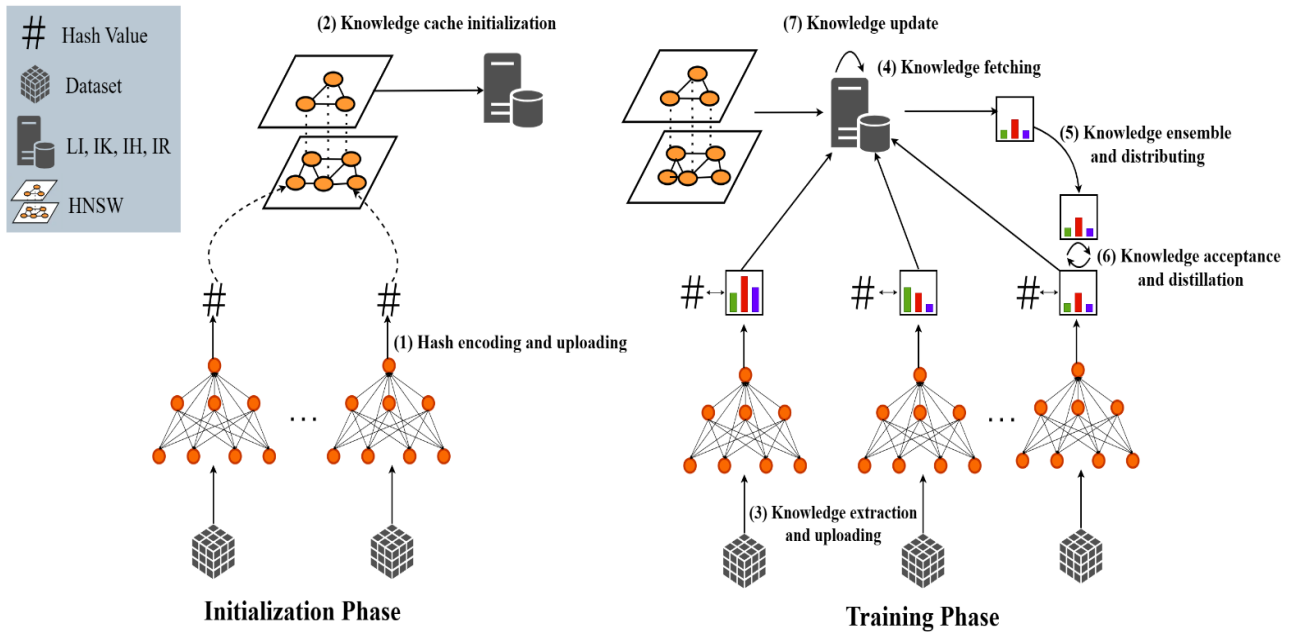 # Hash Value
Dataset
LI, IK, IH, IR
HNSW
(2) Knowledge cache initialization
# #
(1) Hash encoding and uploading
...
Initialization Phase
(7) Knowledge update
(4) Knowledge fetching
(5) Knowledge ensemble
and distributing
(6) Knowledge acceptance
and distillation
# # #
...
(3) Knowledge extraction
and uploading
Training Phase